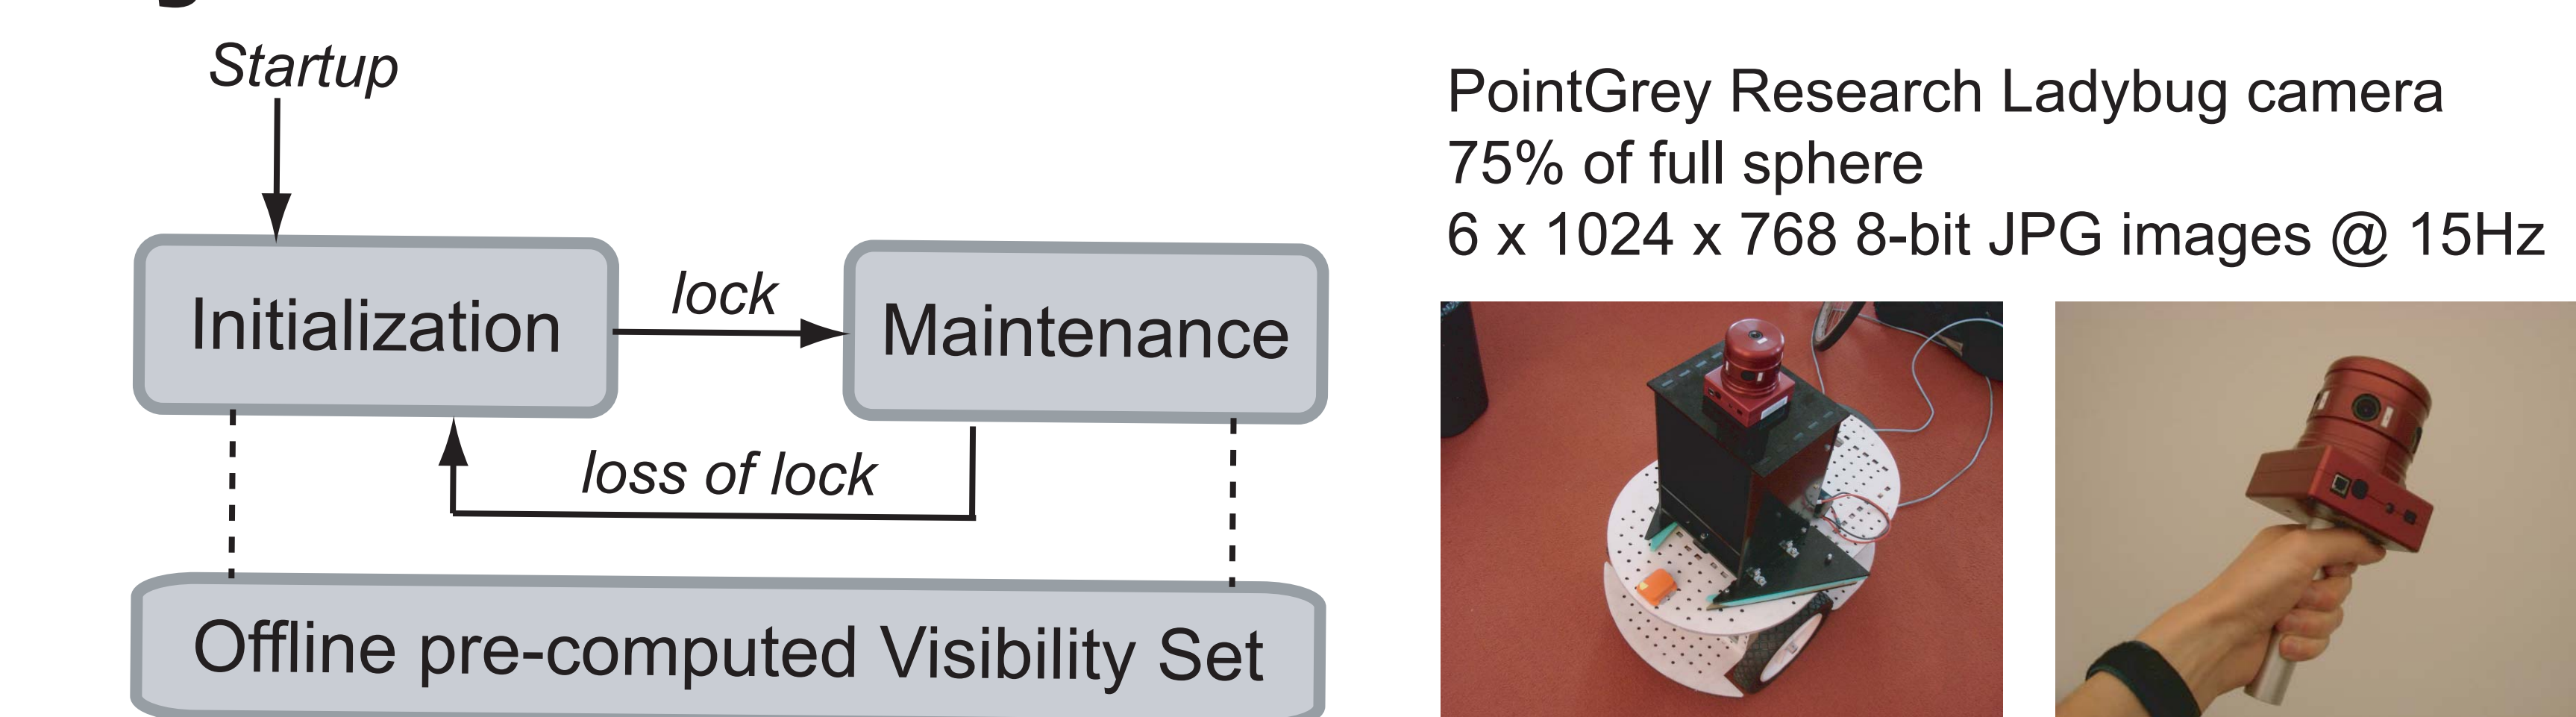 Startup
Initialization
lock
Maintenance
loss of lock
Offline pre-computed Visibility Set
PointGrey Research Ladybug camera
75% of full sphere
6 x 1024 x 768 8-bit JPG images @ 15Hz